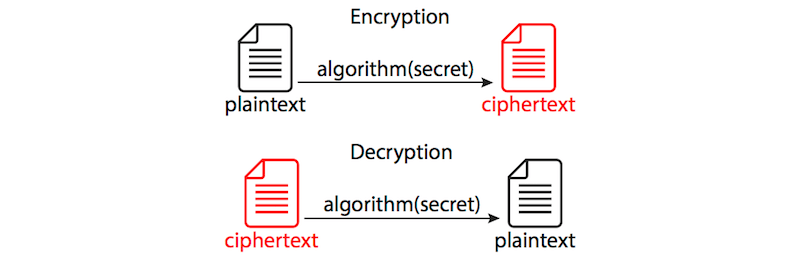 Encryption
algorithm(secret)
plaintext
ciphertext
Decryption
algorithm(secret)
ciphertext
plaintext